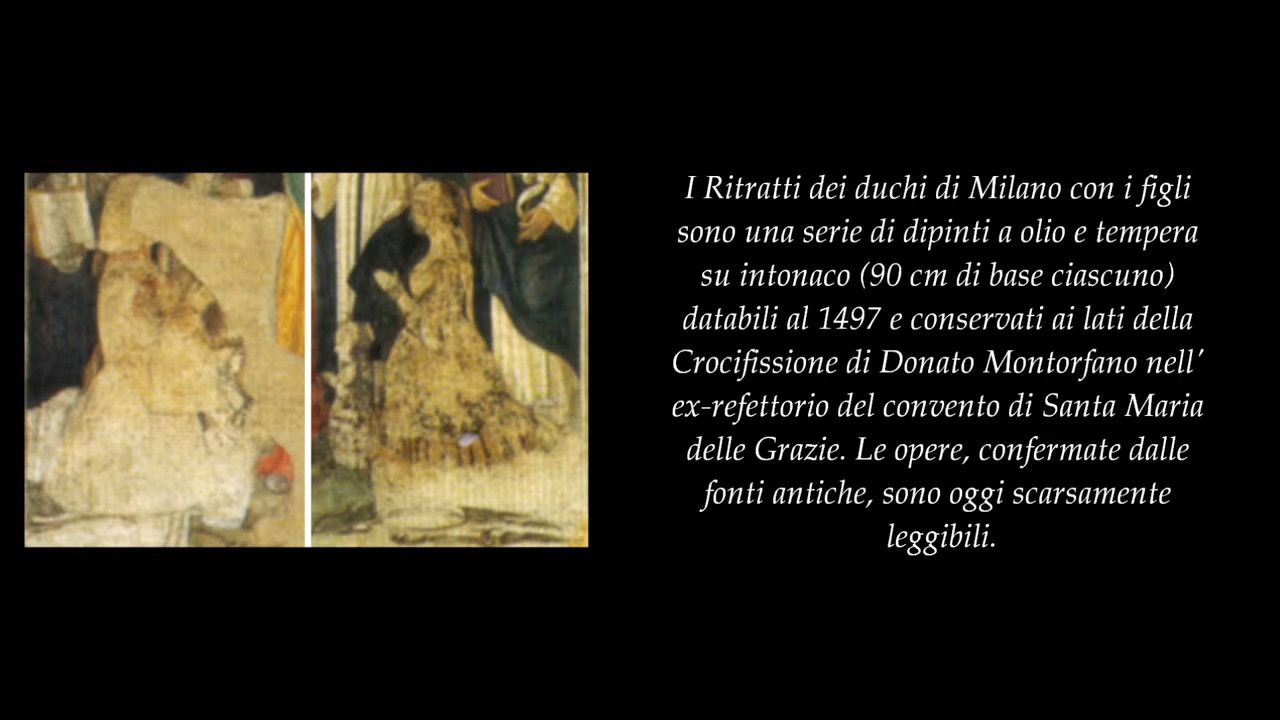 I Ritratti dei duchi di Milano con i figli
sono una serie di dipinti a olio e tempera
su intonaco (90 cm di base ciascuno)
databili al 1497 e conservati ai lati della
Crocifissione di Donato Montorfano nell'
ex-refettorio del convento di Santa Maria
delle Grazie. Le opere, confermate dalle
fonti antiche, sono oggi scarsamente
leggibili.